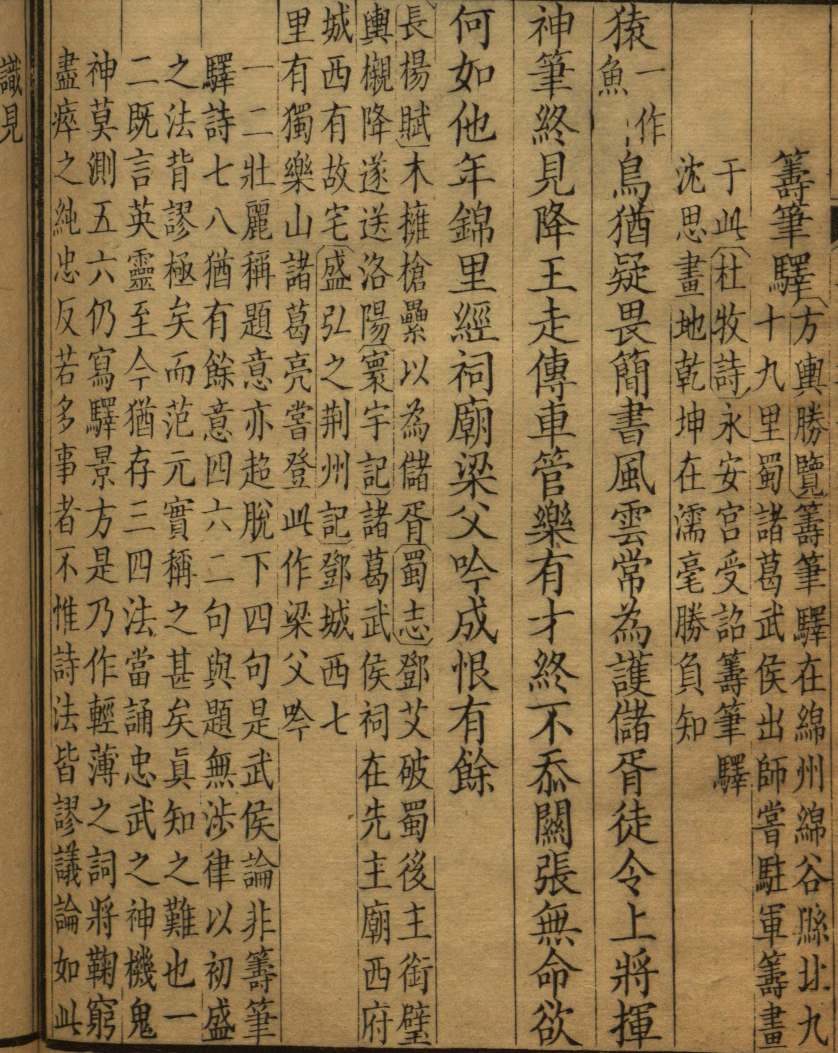 籌筆驛
方輿勝覽籌筆驛在綿州綿谷縣北九
十九里蜀諸葛武侯出師嘗駐軍籌畫
于此杜牧詩永安宮受詔籌筆驛
沈思畫地乾坤在濡毫勝負知
猿
一作
魚
鳥猶疑畏簡書風雲常為護儲胥徒令上將揮
神筆終見降王走傳車管樂有才終不忝關張無命欲
何如他年錦里經祠廟梁父吟成恨有餘
長楊賦木擁槍纍以為儲胥蜀志鄧艾破蜀後主銜璧
輿櫬降遂送洛陽寰宇記諸葛武侯祠在先主廟西府
城西有故宅盛弘之荆州記鄧城西七
里有獨樂山諸葛亮嘗登此作梁父吟
一二壯麗稱題意亦超脫下四句是武侯論非籌筆
驛詩七八猶有餘意四六二句與題無涉律以初盛
之法背謬極矣而范元實稱之甚矣真知之難也一
二既言英靈至今猶存三四法當誦忠武之神機鬼
神莫測五六仍寫驛景方是乃作輕薄之詞將鞠窮
盡瘁之純忠反若多事者不惟詩法皆謬議論如此
識見